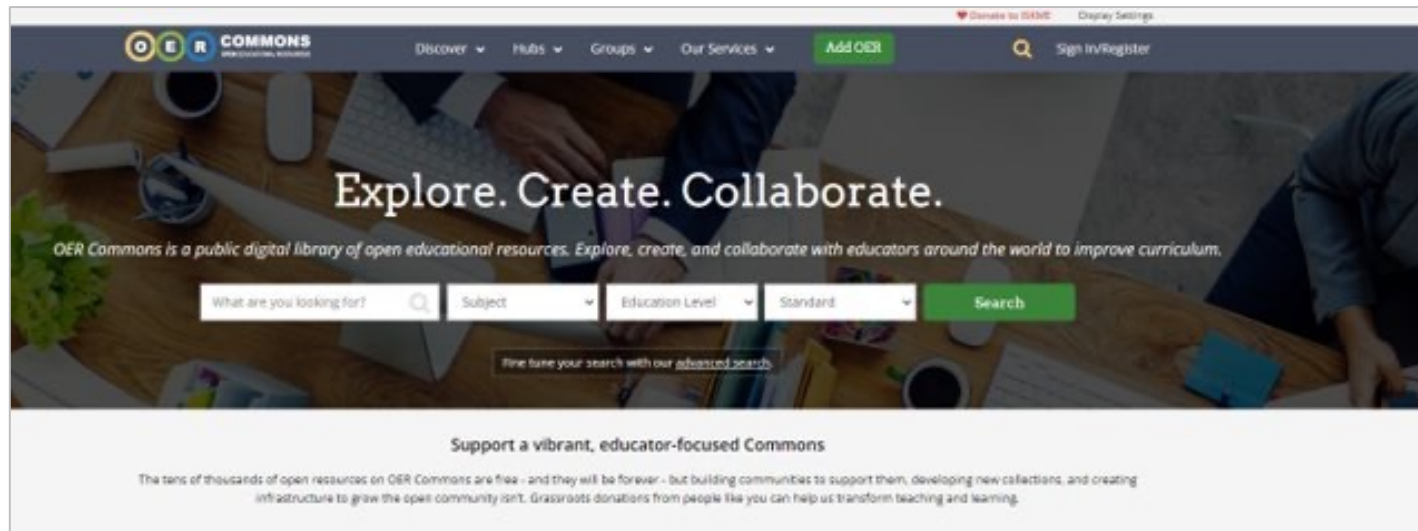 Donate to ISKME Display Settings
OER COMMONS Discover Hubs Groups Our Services Add OER Sign In/Register
OPEN EDUCATIONAL RESOURCES
Explore. Create. Collaborate.
OER Commons is a public digital library of open educational resources. Explore, create, and collaborate with educators around the world to improve curriculum.
What are you looking for? Subject Education Level Standard Search
Fine tune your search with our advanced search.
Support a vibrant, educator-focused Commons
The tens of thousands of open resources on OER Commons are free - and they will be forever - but building communities to support them, developing new collections, and creating
infrastructure to grow the open community isn't. Grassroots donations from people like you can help us transform teaching and learning.